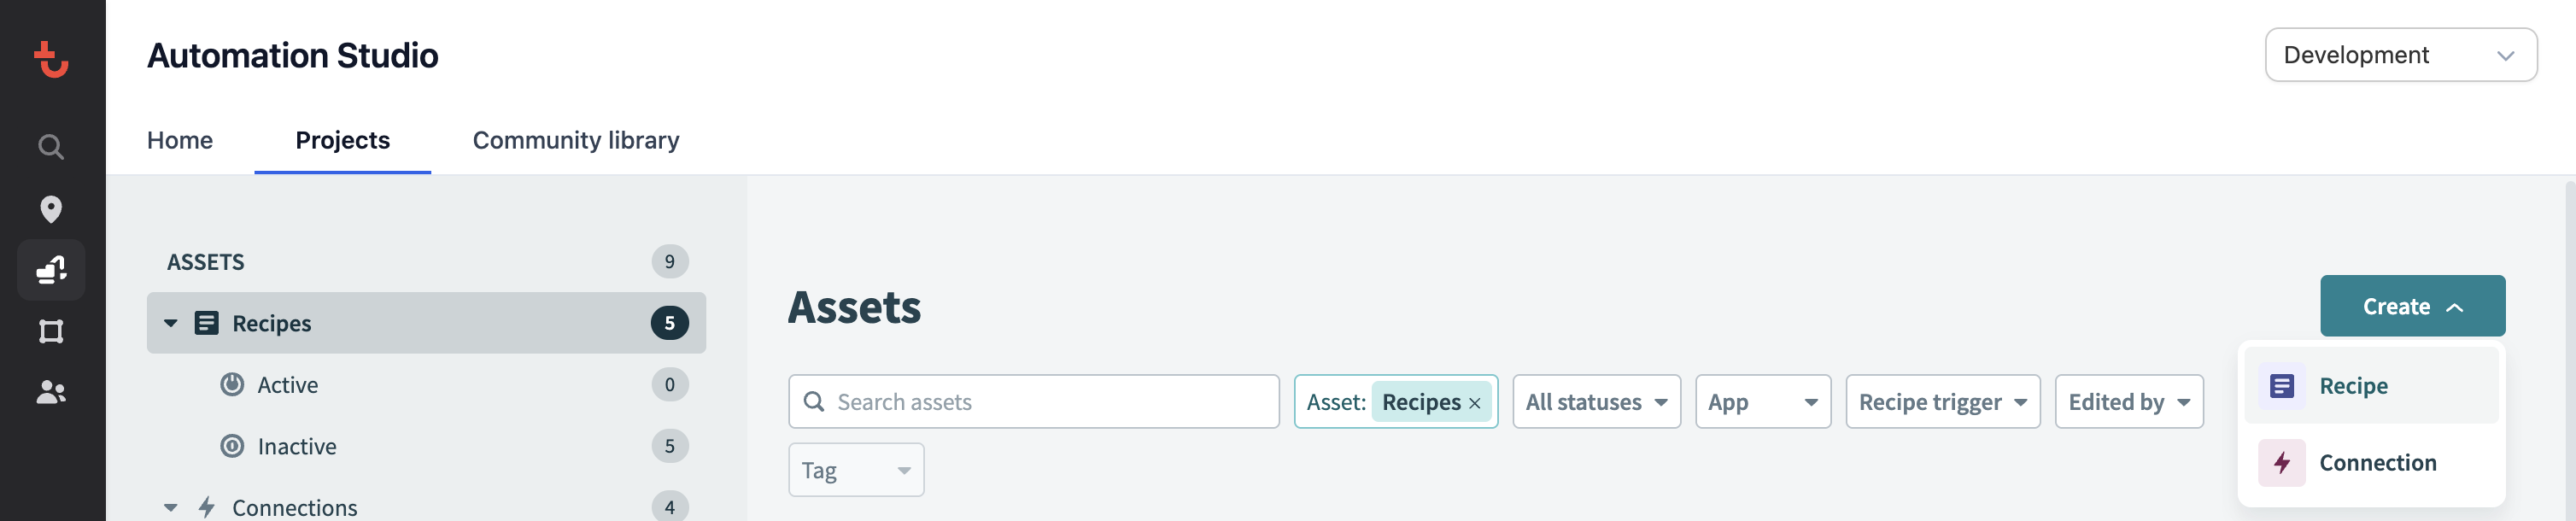 Automation Studio
Development
Home Projects Community library
ASSETS 9
Recipes 5
Active 0
Inactive 5
Connections 4
Assets
Create
Search assets Asset: Recipes × All statuses App Recipe trigger Edited by
Tag
Recipe
Connection